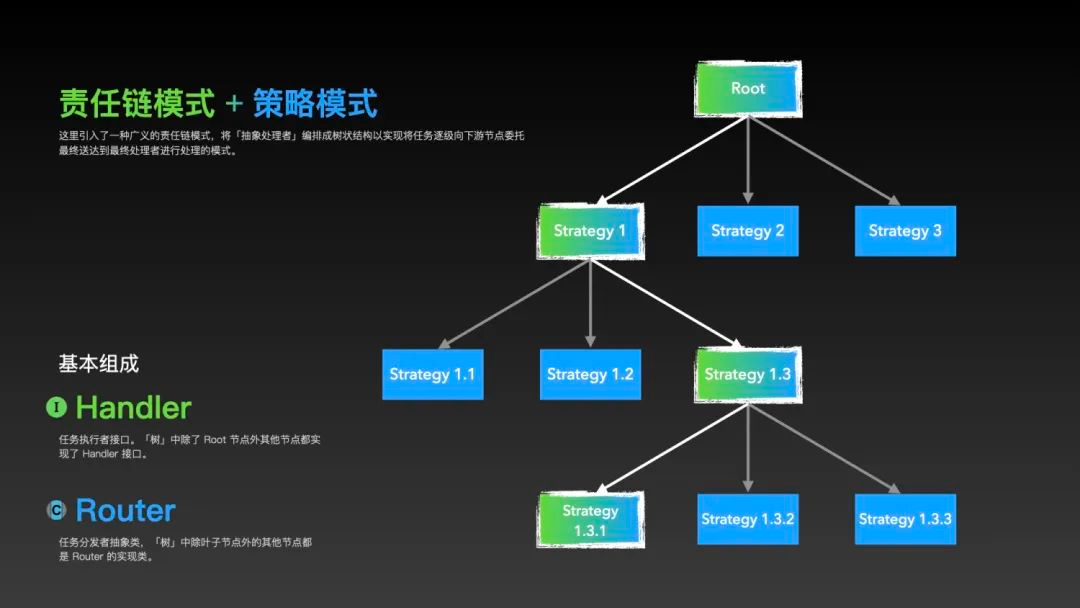 责任链模式 + 策略模式
这里引入了一种广义的责任链模式，将「抽象处理者」编排成树状结构以实现将任务逐级向下游节点委托
最终送达到最终处理者进行处理的模式。
Root
Strategy 1
Strategy 2
Strategy 3
Strategy 1.1
Strategy 1.2
Strategy 1.3
Strategy
1.3.1
Strategy 1.3.2
Strategy 1.3.3
基本组成
I Handler
任务执行者接口。「树」中除了 Root 节点外其他节点都实
现了 Handler 接口。
C Router
任务分发者抽象类，「树」中除叶子节点外的其他节点都
是 Router 的实现类。